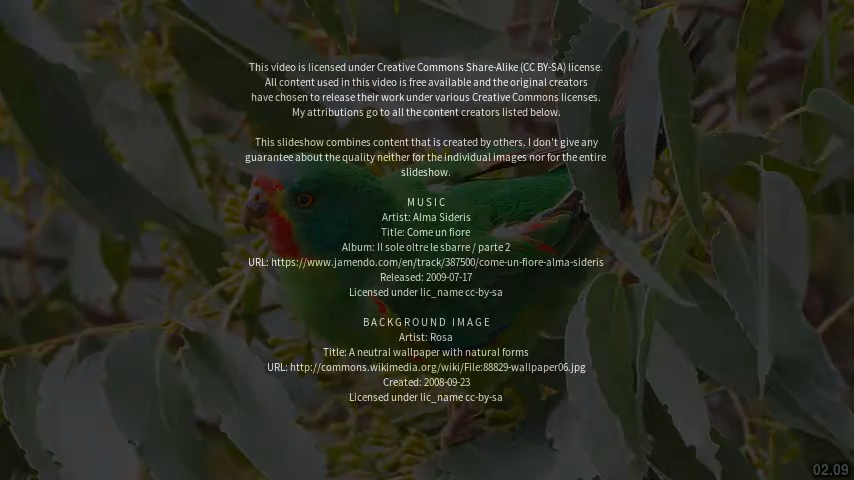 This video is licensed under Creative Commons Share-Alike (CC BY-SA) license.
All content used in this video is free available and the original creators
have chosen to release their work under various Creative Commons licenses.
My attributions go to all the content creators listed below.
This slideshow combines content that is created by others. I don't give any
guarantee about the quality neither for the individual images nor for the entire
slideshow.
MUSIC
Artist: Alma Sideris
Title: Come un fiore
Album: Il sole oltre le sbarre / parte 2
URL: https://www.jamendo.com/en/track/387500/come-un-fiore-alma-sideris
Released: 2009-07-17
Licensed under lic_name cc-by-sa
BACKGROUND IMAGE
Artist: Rosa
Title: A neutral wallpaper with natural forms
URL: http://commons.wikimedia.org/wiki/File:88829-wallpaper06.jpg
Created: 2008-09-23
Licensed under lic_name cc-by-sa
02.09